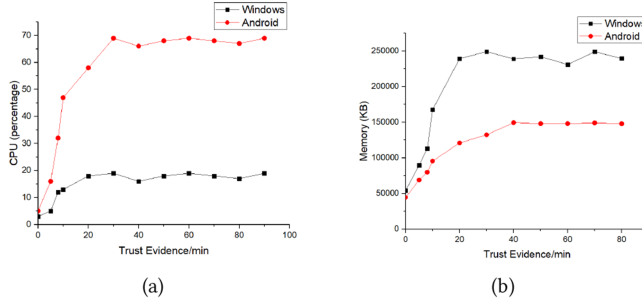 Windows
Android
CPU (percentage)
70
60
50
40
30
20
10
0
0
20
40
60
80
100
Trust Evidence/min
(a)
Windows
Android
Memory (KB)
250000
200000
150000
100000
50000
0
0
20
40
60
80
Trust Evidence/min
(b)